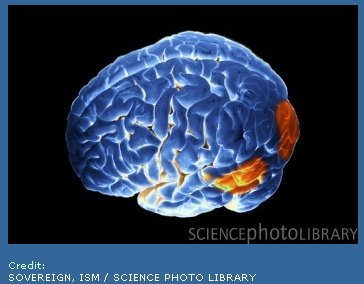 SCIENCEphotoLIBRARY
Credit:
SOVEREIGN, ISM / SCIENCE PHOTO LIBRARY